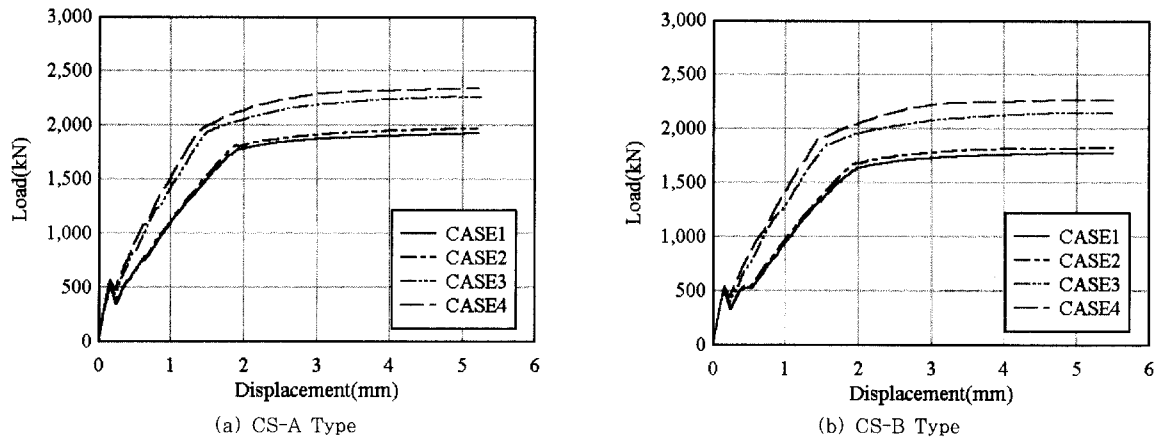 3,000
2,500
2,000
1,500
1,000
500
0
Load(kN)
0 1 2 3 4 5 6
Displacement(mm)
CASE1
CASE2
CASE3
CASE4
(a) CS-A Type
3,000
2,500
2,000
1,500
1,000
500
0
Load(kN)
0 1 2 3 4 5 6
Displacement(mm)
CASE1
CASE2
CASE3
CASE4
(b) CS-B Type